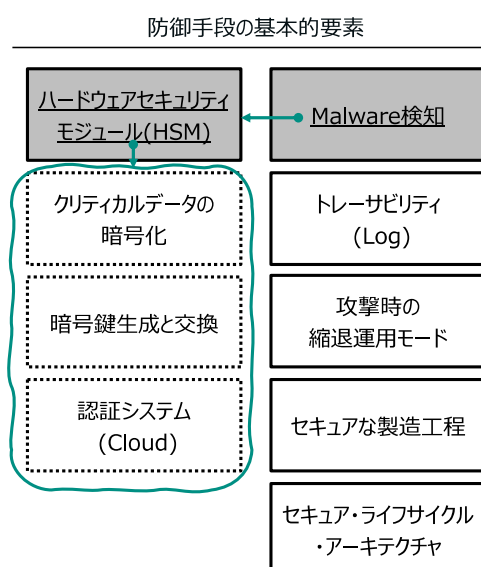 防御手段の基本的要素
ハードウェアセキュリティ
モジュール(HSM)
クリティカルデータの
暗号化
暗号鍵生成と交換
認証システム
(Cloud)
Malware検知
トレーサビリティ
(Log)
攻撃時の
縮退運用モード
セキュアな製造工程
セキュア・ライフサイクル
・アーキテクチャ